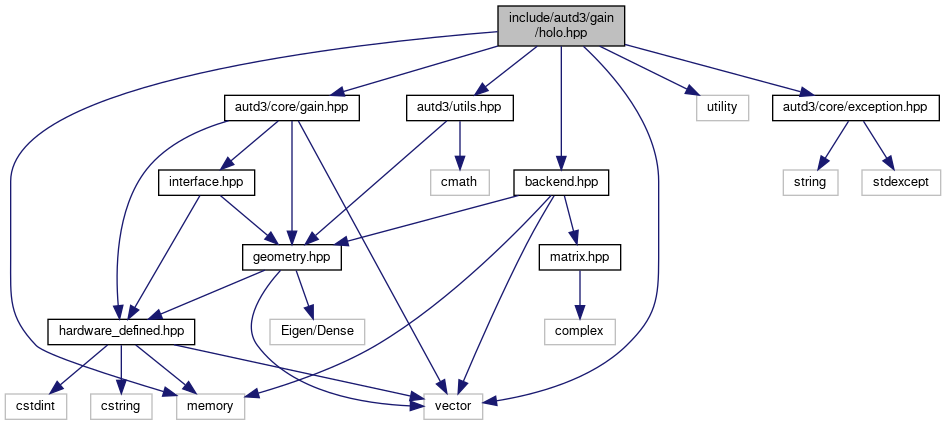 include/autd3/gain
/holo.hpp
autd3/core/gain.hpp
autd3/utils.hpp
utility
autd3/core/exception.hpp
interface.hpp
cmath
backend.hpp
string
stdexcept
geometry.hpp
matrix.hpp
hardware_defined.hpp
Eigen/Dense
complex
cstdint
cstring
memory
vector